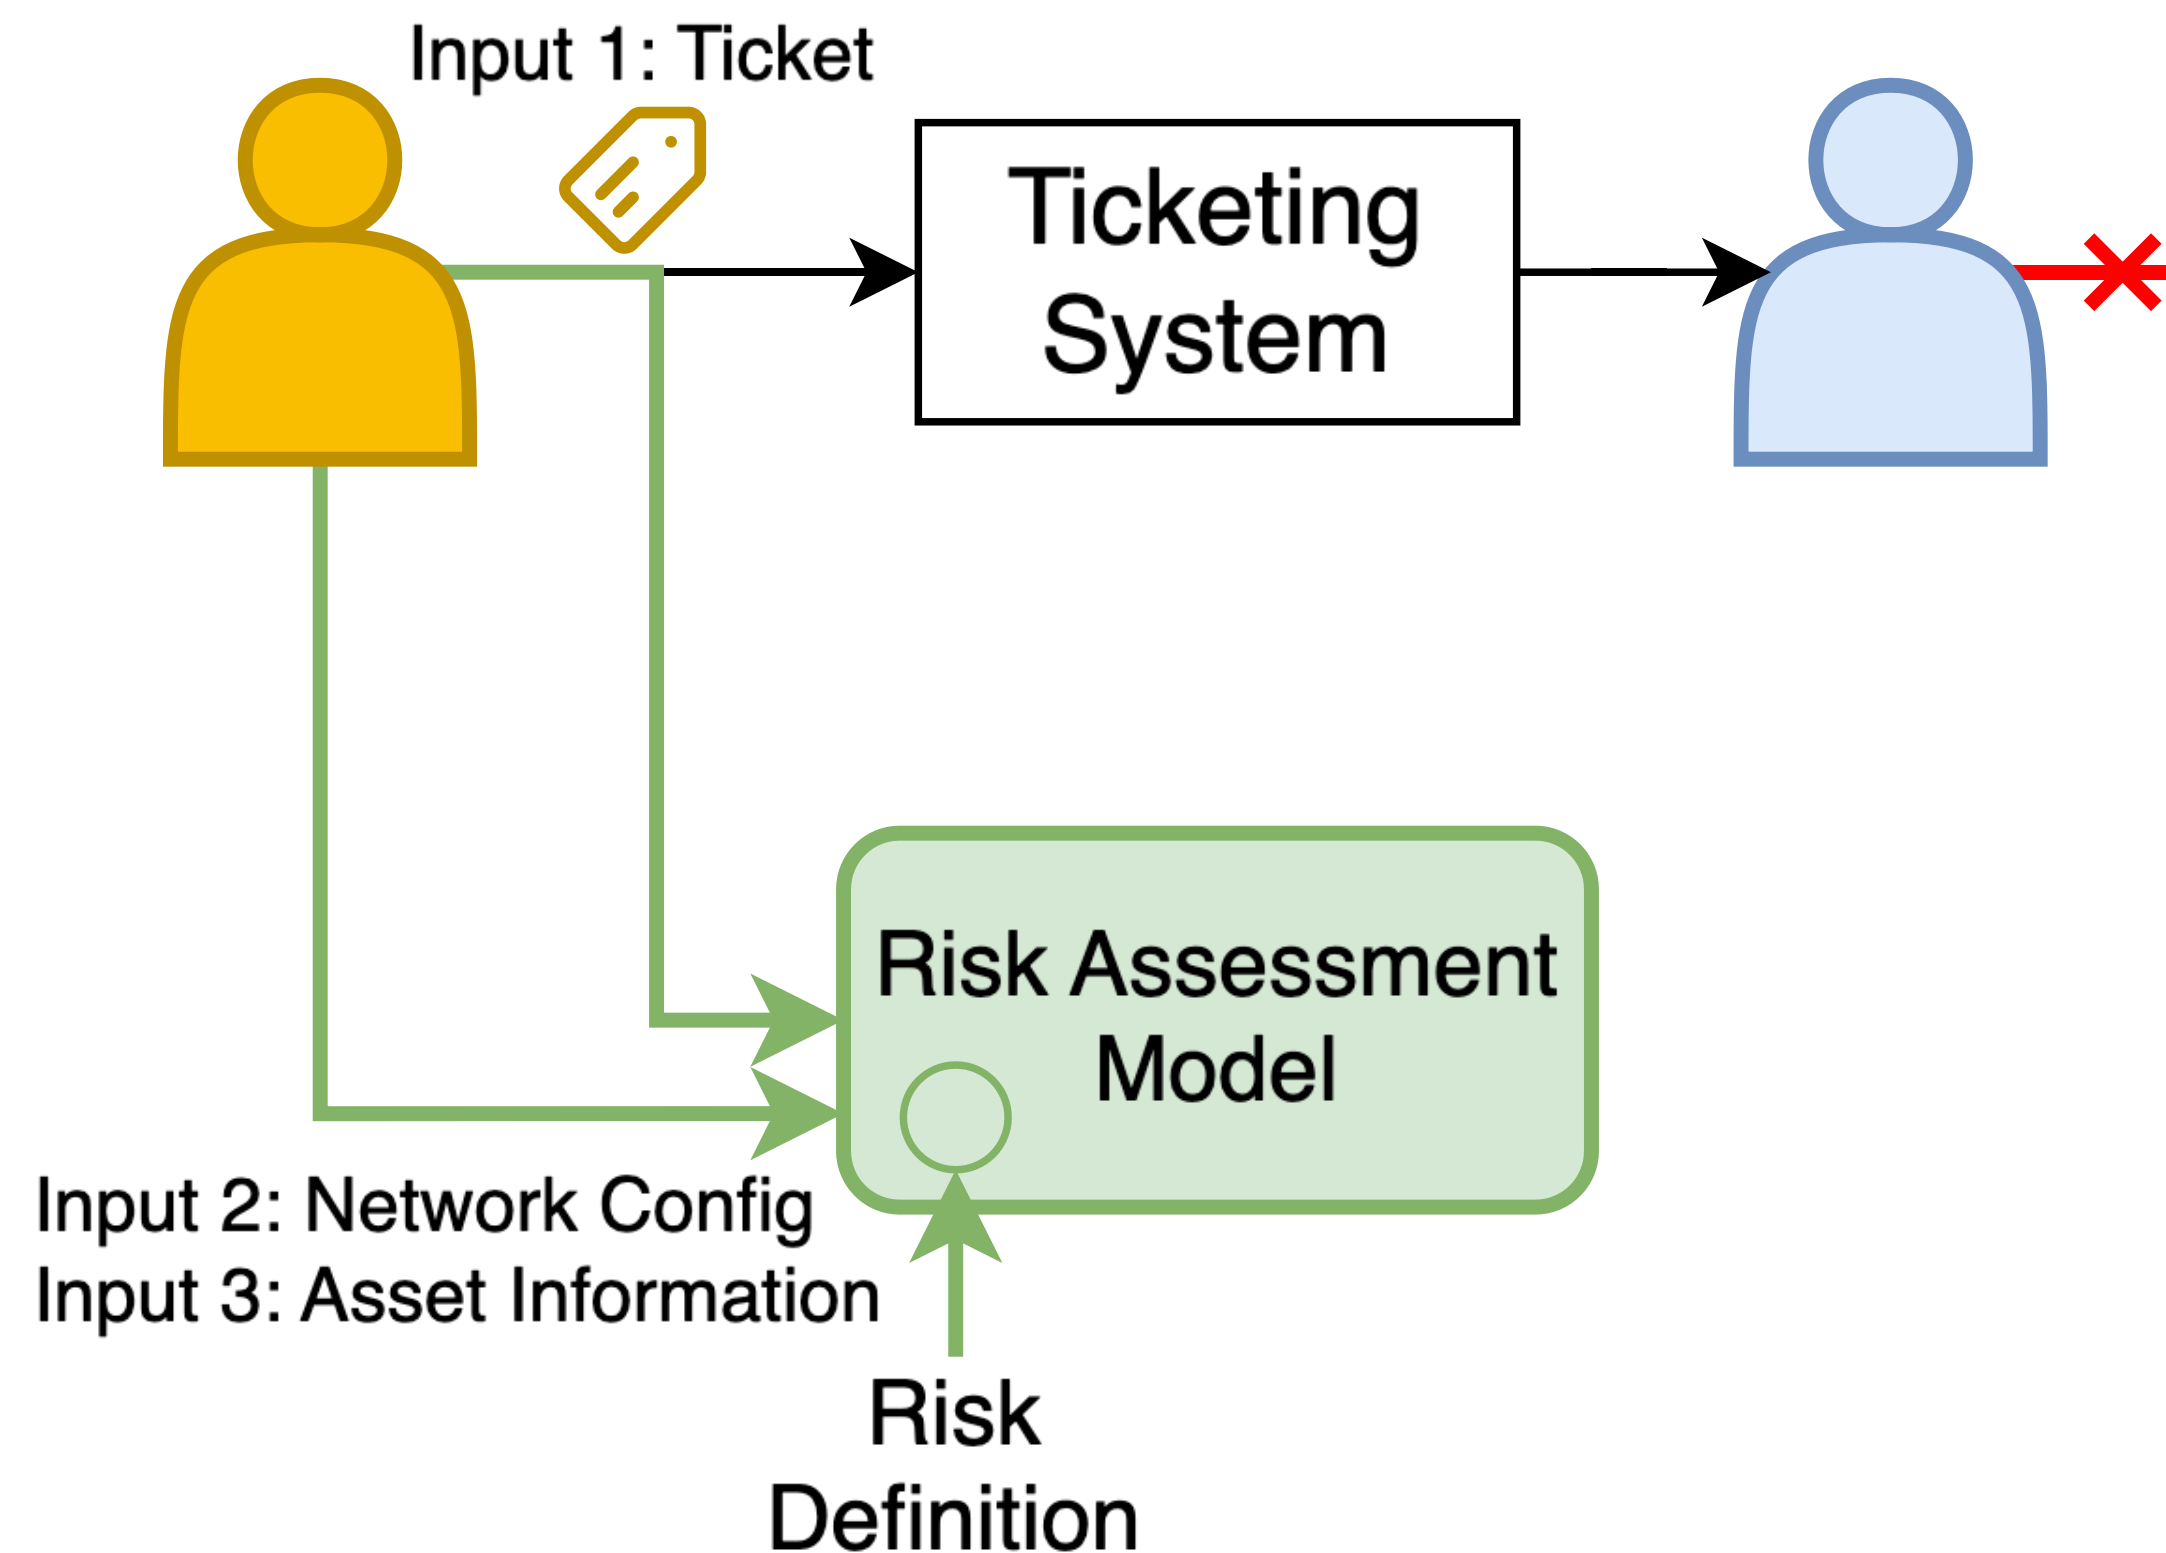 Input 1: Ticket
Ticketing
System
Risk Assessment
Model
Input 2: Network Config
Input 3: Asset Information
Risk
Definition